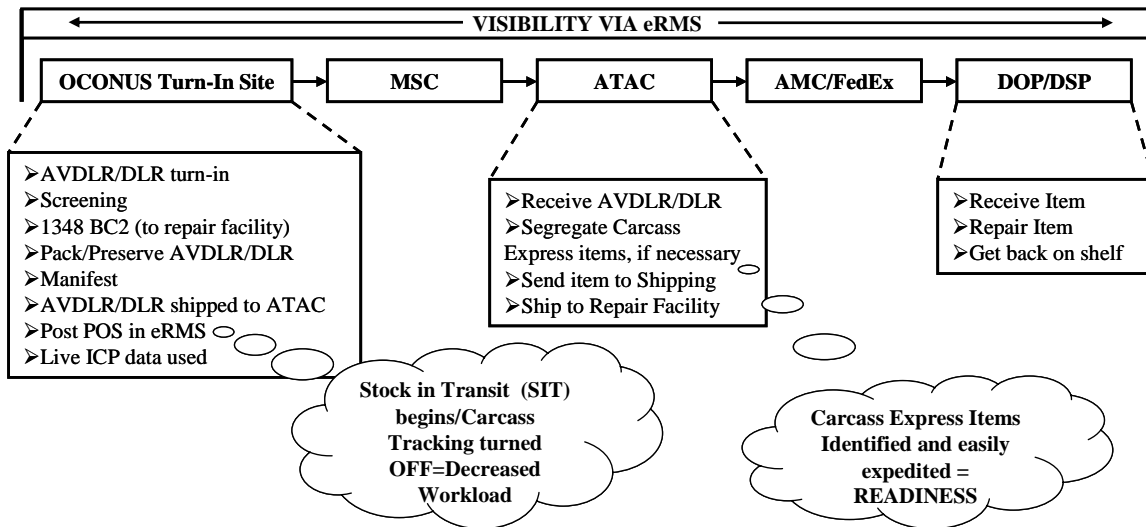 VISIBILITY VIA eRMS
OCONUS Turn-In Site
MSC
ATAC
AMC/FedEx
DOP/DSP
➢AVDLR/DLR turn-in
➢Screening
➢1348 BC2 (to repair facility)
➢Pack/Preserve AVDLR/DLR
➢Manifest
➢AVDLR/DLR shipped to ATAC
➢Post POS in eRMS
➢Live ICP data used
➢Receive AVDLR/DLR
➢Segregate Carcass
Express items, if necessary
➢Send item to Shipping
➢Ship to Repair Facility
➢Receive Item
➢Repair Item
➢Get back on shelf
Stock in Transit (SIT)
begins/Carcass
Tracking turned
OFF=Decreased
Workload
Carcass Express Items
Identified and easily
expedited =
READINESS